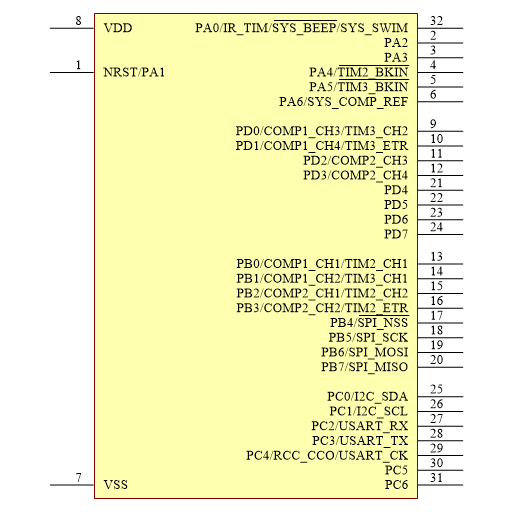 8 VDD PA0/IR_TIM/SYS_BEEP/SYS_SWIM 32
PA2 2
PA3 3
1 NRST/PA1 PA4/TIM2_BKIN 4
PA5/TIM3_BKIN 5
PA6/SYS_COMP_REF 6
PD0/COMP1_CH3/TIM3_CH2 9
PD1/COMP1_CH4/TIM3_ETR 10
PD2/COMP2_CH3 11
PD3/COMP2_CH4 12
PD4 21
PD5 22
PD6 23
PD7 24
PB0/COMP1_CH1/TIM2_CH1 13
PB1/COMP1_CH2/TIM3_CH1 14
PB2/COMP2_CH1/TIM2_CH2 15
PB3/COMP2_CH2/TIM2_ETR 16
PB4/SPI_NSS 17
PB5/SPI_SCK 18
PB6/SPI_MOSI 19
PB7/SPI_MISO 20
PC0/I2C_SDA 25
PC1/I2C_SCL 26
PC2/USART_RX 27
PC3/USART_TX 28
PC4/RCC_CCO/USART_CK 29
PC5 30
7 VSS PC6 31